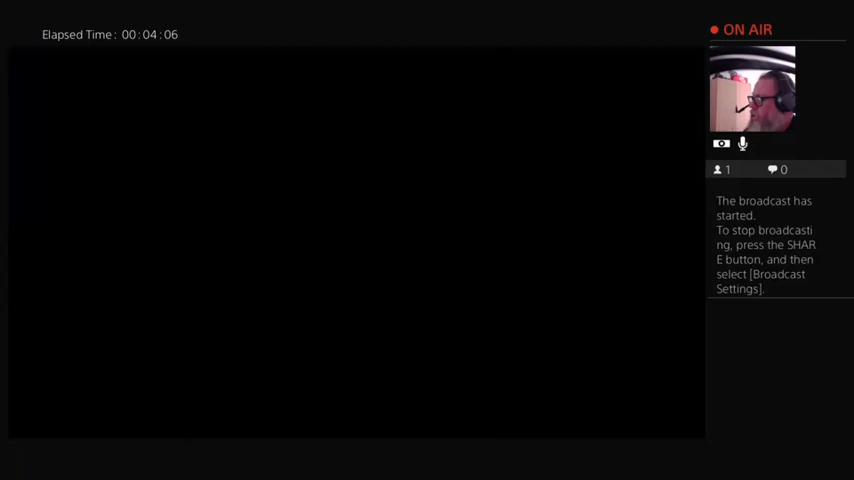 Elapsed Time: 00:04:06
ON AIR
1
0
The broadcast has
started.
To stop broadcasti
ng, press the SHAR
E button, and then
select [Broadcast
Settings].